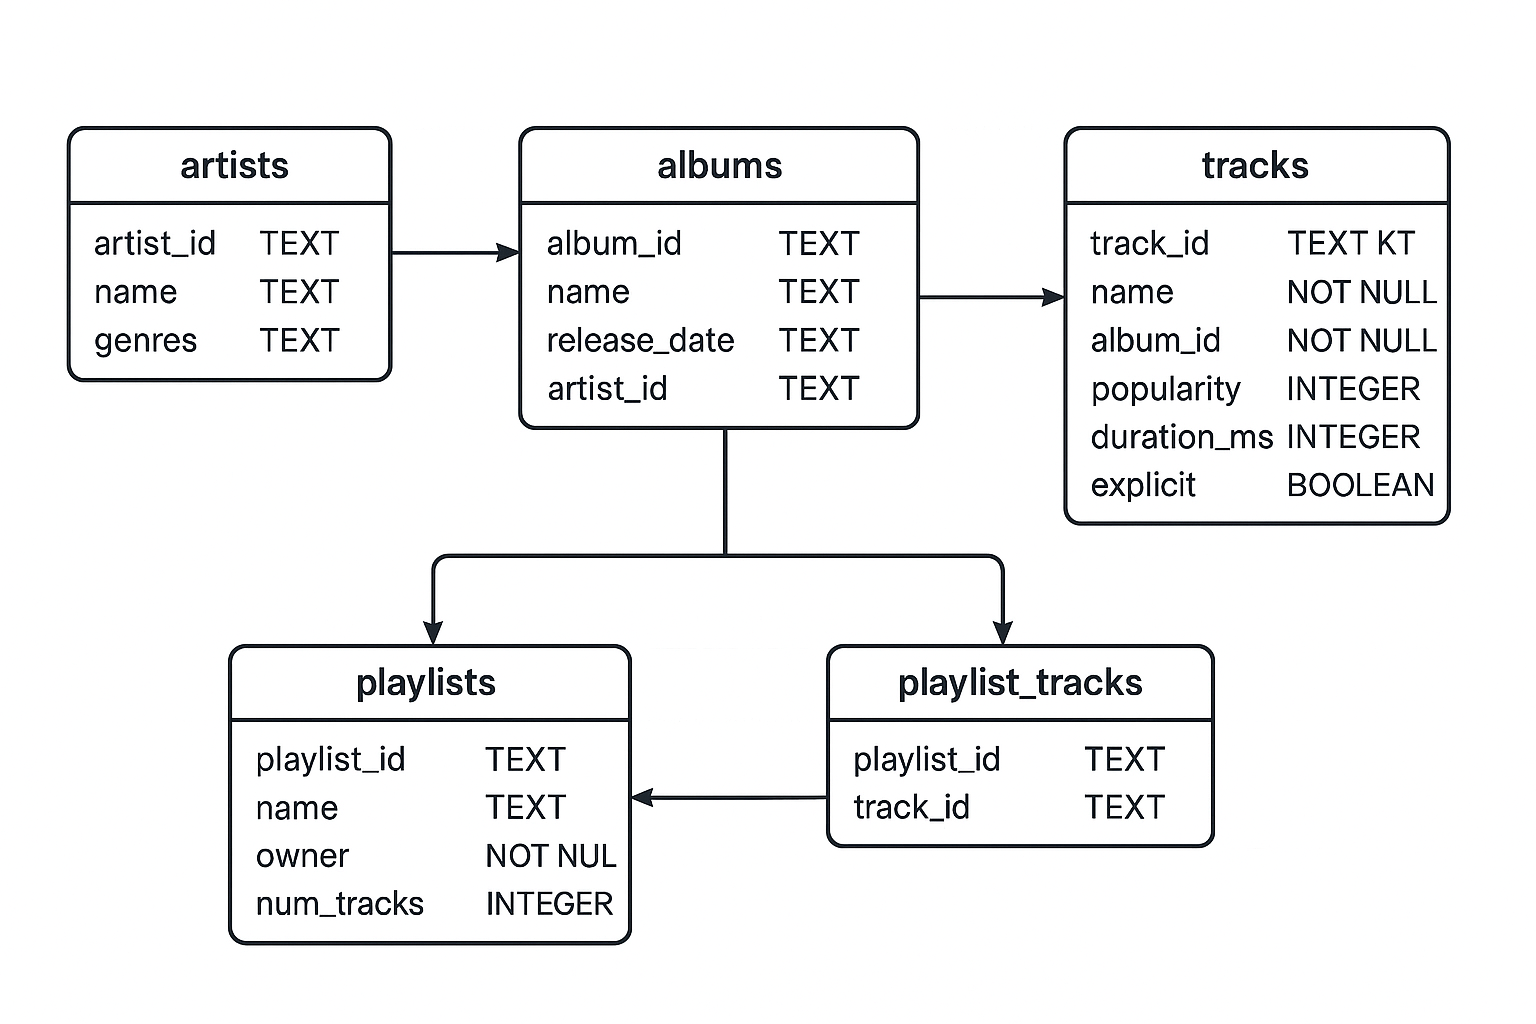 artists
artist_id TEXT
name TEXT
genres TEXT
albums
album_id TEXT
name TEXT
release_date TEXT
artist_id TEXT
tracks
track_id TEXT KT
name NOT NULL
album_id NOT NULL
popularity INTEGER
duration_ms INTEGER
explicit BOOLEAN
playlists
playlist_id TEXT
name TEXT
owner NOT NUL
num_tracks INTEGER
playlist_tracks
playlist_id TEXT
track_id TEXT